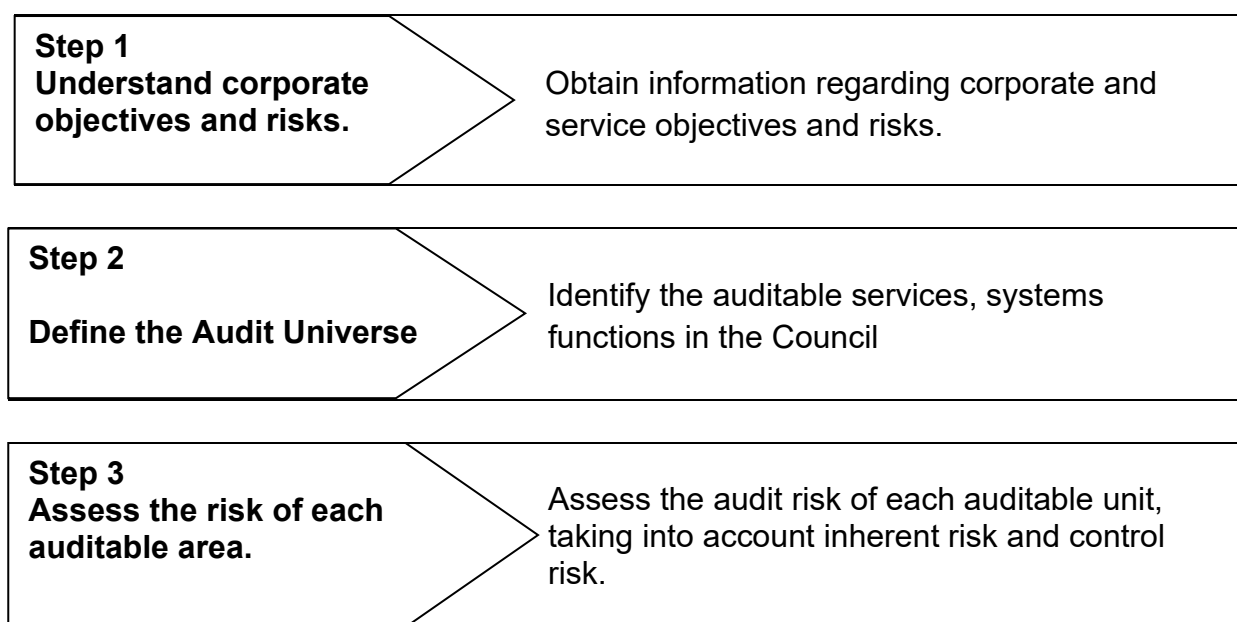 Step 1
Understand corporate
objectives and risks.
Obtain information regarding corporate and
service objectives and risks.
Step 2
Define the Audit Universe
Identify the auditable services, systems
functions in the Council
Step 3
Assess the risk of each
auditable area.
Assess the audit risk of each auditable unit,
taking into account inherent risk and control
risk.